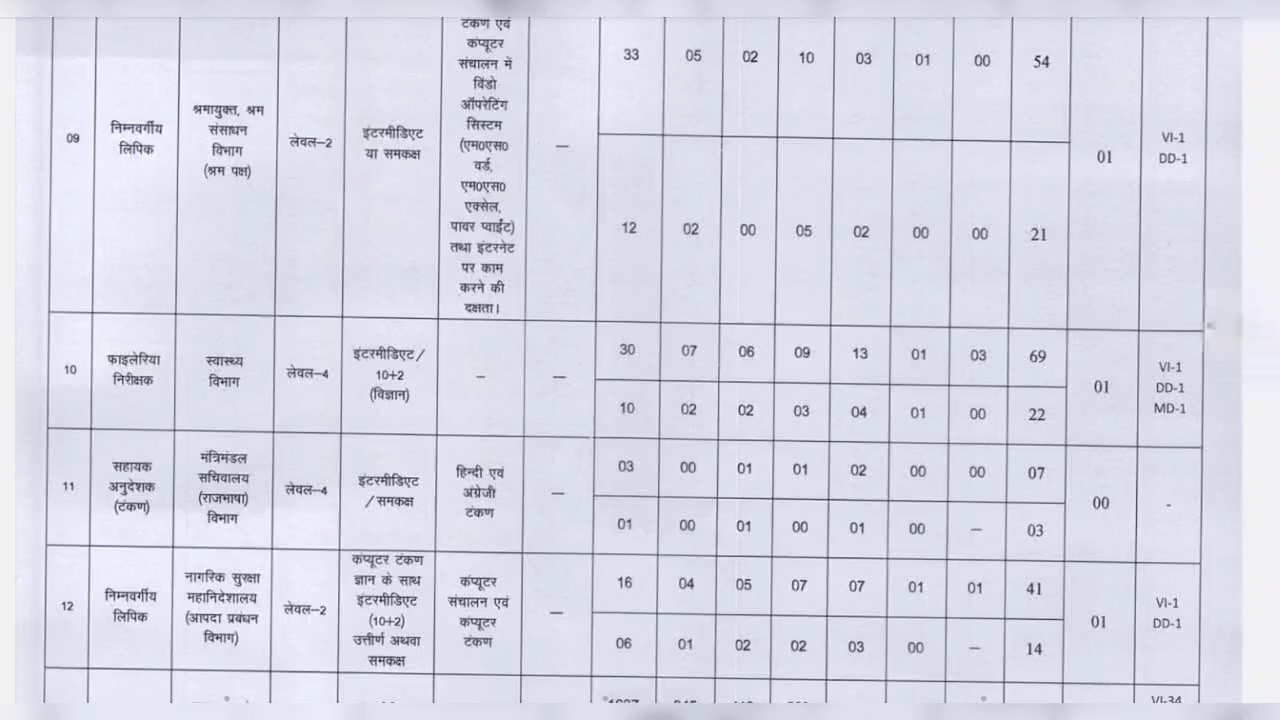 09
निम्नवर्गीय
लिपिक
श्रमायुक्त, श्रम
संसाधन
विभाग
(श्रम पक्ष)
लेवल–2
इंटरमीडिएट
या समकक्ष
टंकण एवं
कंप्यूटर
संचालन में
विंडो
ऑपरेटिंग
सिस्टम
(एम0एस0
वर्ड,
एम0एस0
एक्सेल,
पावर प्वाईंट)
तथा इंटरनेट
पर काम
करने की
दक्षता।
—
33 05 02 10 03 01 00 54
12 02 00 05 02 00 00 21
01
VI-1
DD-1
10
फाइलेरिया
निरीक्षक
स्वास्थ्य
विभाग
लेवल–4
इंटरमीडिएट/
10+2
(विज्ञान)
–
—
30 07 06 09 13 01 03 69
10 02 02 03 04 01 00 22
01
VI-1
DD-1
MD-1
11
सहायक
अनुदेशक
(टंकण)
मंत्रिमंडल
सचिवालय
(राजभाषा)
विभाग
लेवल–4
इंटरमीडिएट
/समकक्ष
हिन्दी एवं
अंग्रेजी
टंकण
—
03 00 01 01 02 00 00 07
01 00 01 00 01 00 — 03
00
-
12
निम्नवर्गीय
लिपिक
नागरिक सुरक्षा
महानिदेशालय
(आपदा प्रबंधन
विभाग)
लेवल–2
कंप्यूटर टंकण
ज्ञान के साथ
इंटरमीडिएट
(10+2)
उत्तीर्ण अथवा
समकक्ष
कंप्यूटर
संचालन एवं
कंप्यूटर
टंकण
—
16 04 05 07 07 01 01 41
06 01 02 02 03 00 — 14
01
VI-1
DD-1
VI-34